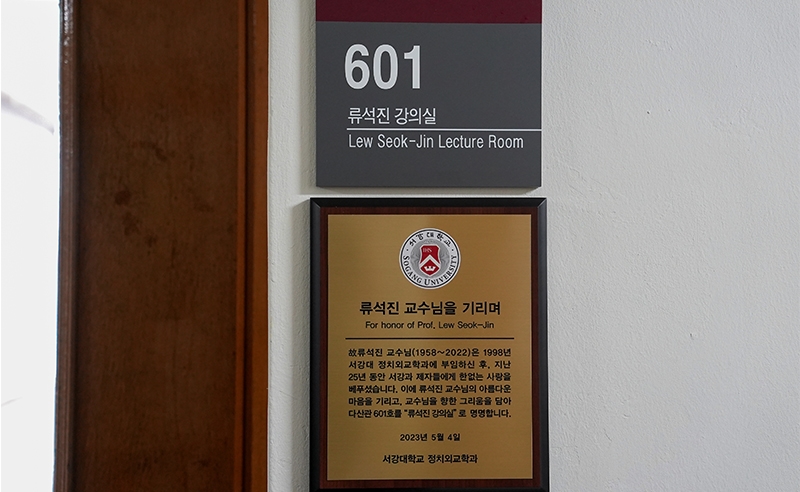 601
류석진 강의실
Lew Seok-Jin Lecture Room
서강대학교
SOGANG UNIVERSITY
IHS
류석진 교수님을 기리며
For honor of Prof. Lew Seok-Jin
故류석진 교수님(1958~2022)은 1998년
서강대 정치외교학과에 부임하신 후, 지난
25년 동안 서강과 제자들에게 한없는 사랑을
베푸셨습니다. 이에 류석진 교수님의 아름다운
마음을 기리고, 교수님을 향한 그리움을 담아
다산관 601호를 "류석진 강의실" 로 명명합니다.
2023년 5월 4일
서강대학교 정치외교학과